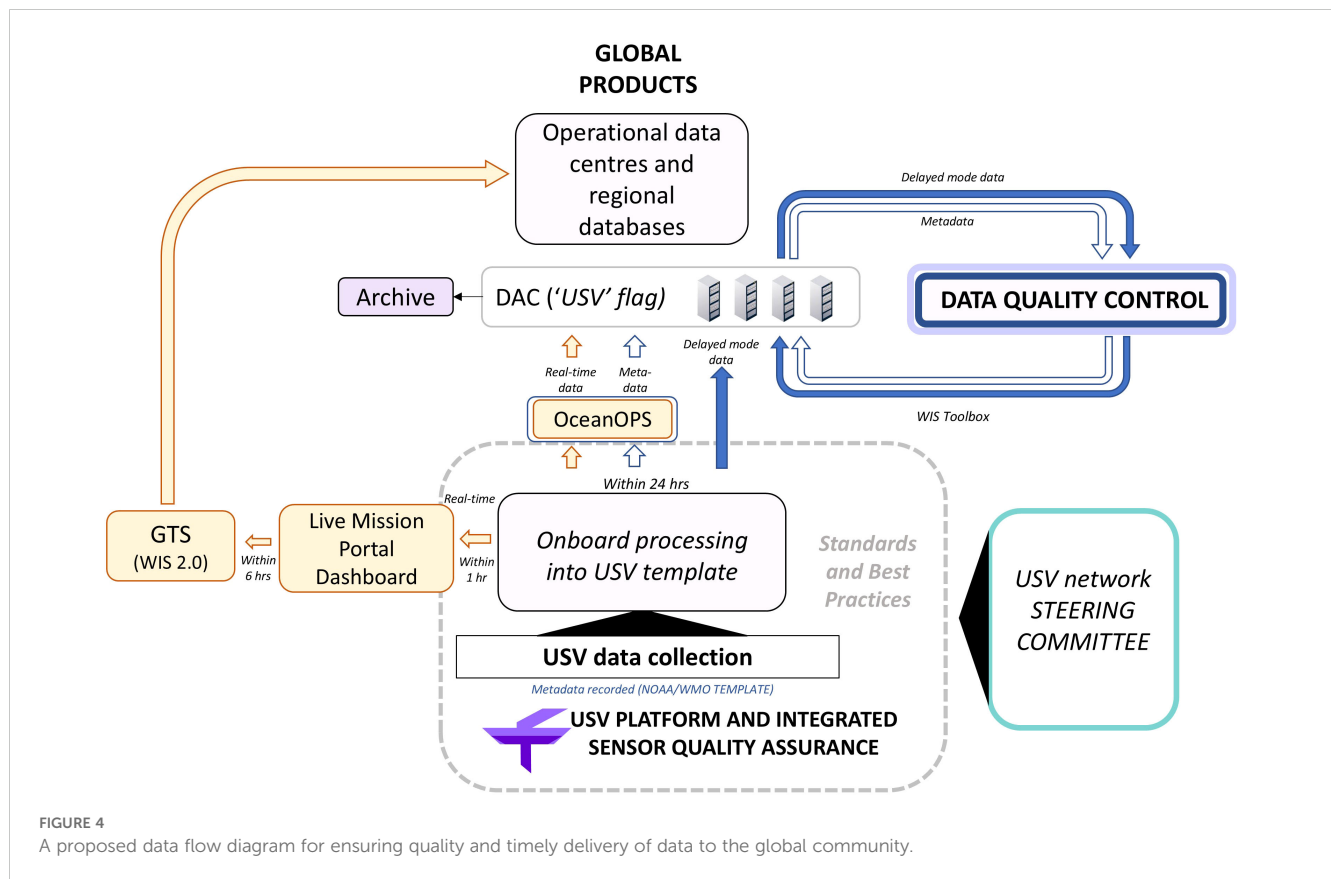 GLOBAL
PRODUCTS
Operational data
centres and
regional
databases
Delayed mode data
Metadata
Archive
DAC (‘USV’ flag)
DATA QUALITY CONTROL
Delayed mode
data
Real-time
data
Meta-
data
WIS Toolbox
OceanOPS
Within 24 hrs
Real-time
GTS
(WIS 2.0)
Within
6 hrs
Live Mission
Portal
Dashboard
Within
1 hr
Onboard processing
into USV template
Standards
and Best
Practices
USV network
STEERING
COMMITTEE
USV data collection
Metadata recorded (NOAA/WMO TEMPLATE)
USV PLATFORM AND INTEGRATED
SENSOR QUALITY ASSURANCE
FIGURE 4
A proposed data flow diagram for ensuring quality and timely delivery of data to the global community.